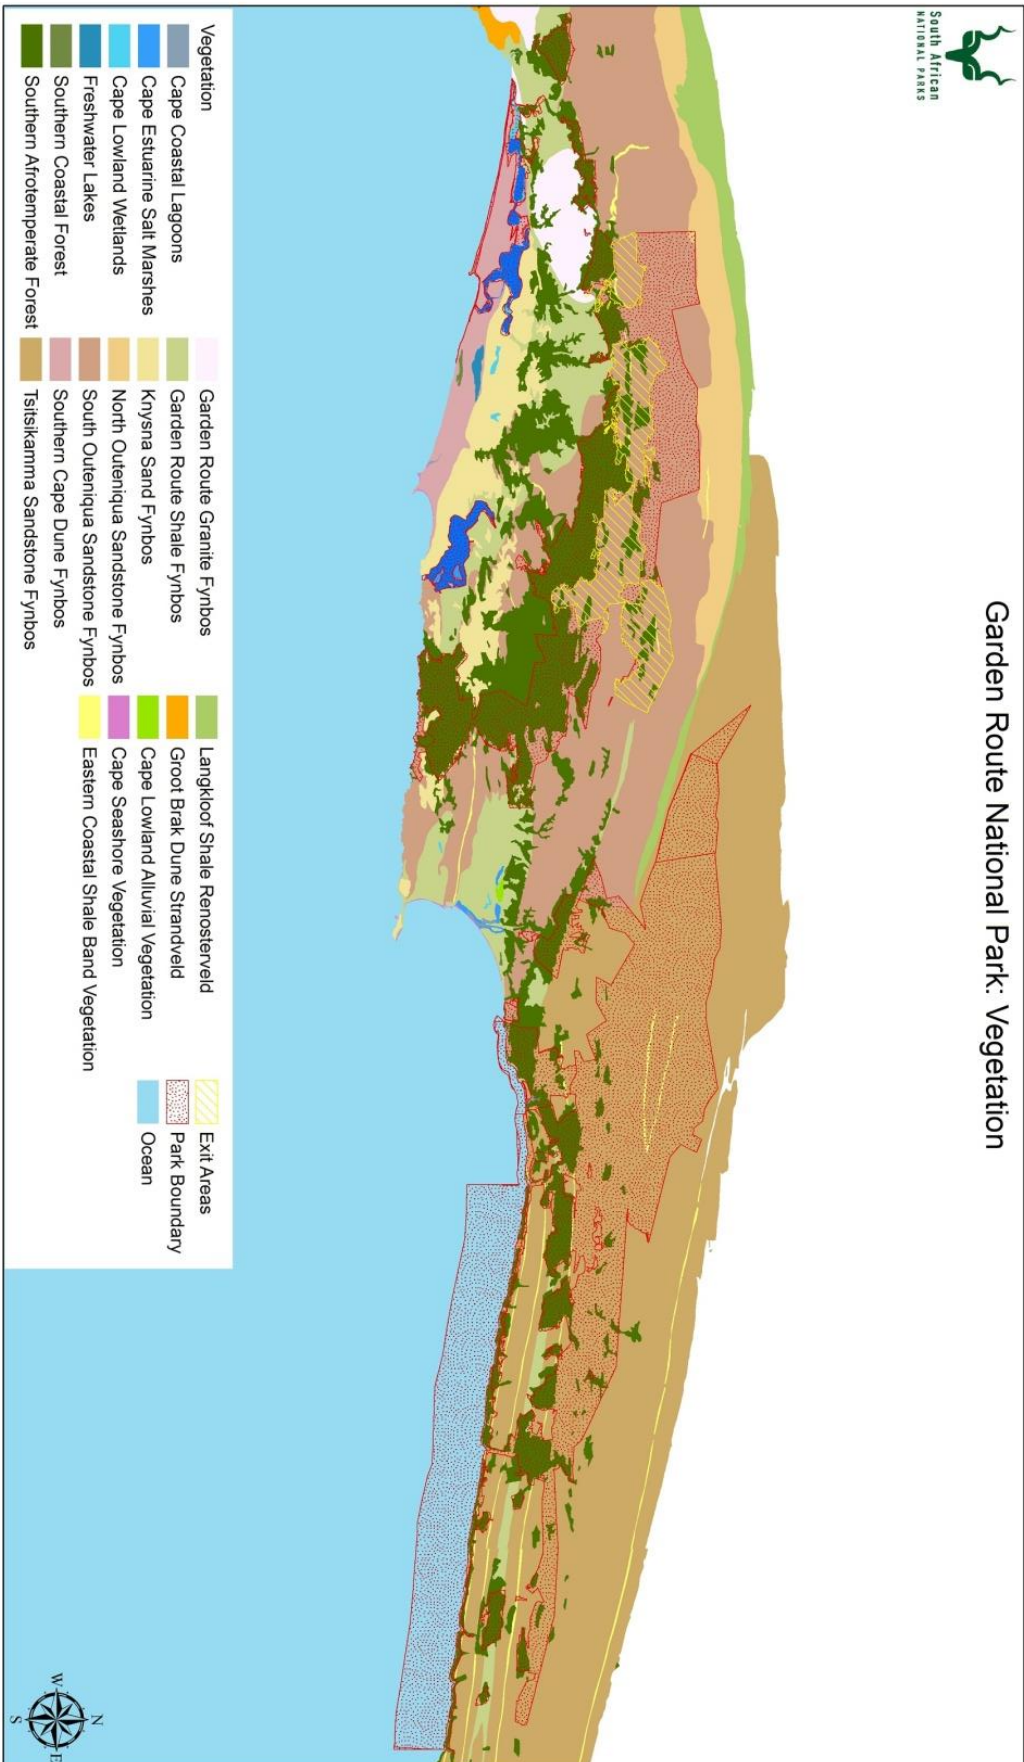 Garden Route National Park: Vegetation
South African
NATIONAL PARKS
Vegetation
Cape Coastal Lagoons
Cape Estuarine Salt Marshes
Cape Lowland Wetlands
Freshwater Lakes
Southern Coastal Forest
Southern Afrotemperate Forest
Garden Route Granite Fynbos
Garden Route Shale Fynbos
Knysna Sand Fynbos
North Outeniqua Sandstone Fynbos
South Outeniqua Sandstone Fynbos
Southern Cape Dune Fynbos
Tsitsikamma Sandstone Fynbos
Langkloof Shale Renosterveld
Groot Brak Dune Strandveld
Cape Lowland Alluvial Vegetation
Cape Seashore Vegetation
Eastern Coastal Shale Band Vegetation
Exit Areas
Park Boundary
Ocean
N
W
E
S